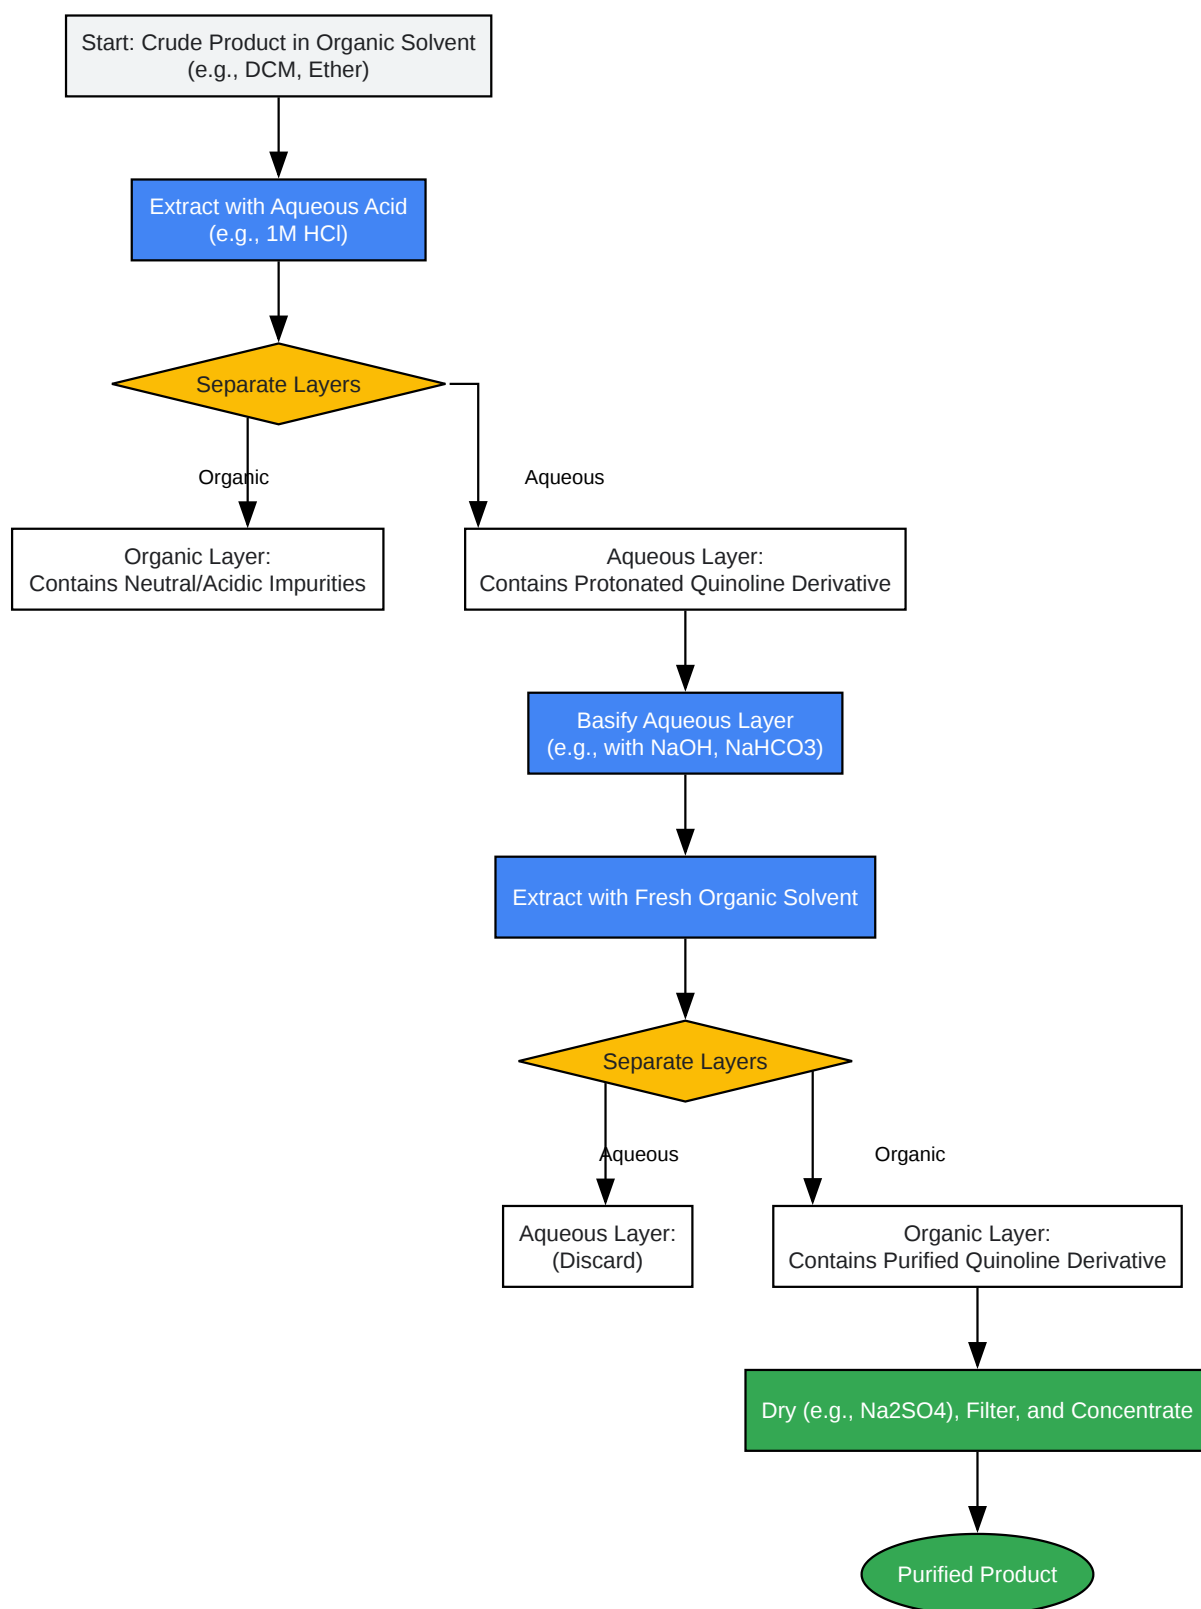 Start: Crude Product in Organic Solvent
(e.g., DCM, Ether)
Extract with Aqueous Acid
(e.g., 1M HCl)
Separate Layers
Organic
Aqueous
Organic Layer:
Contains Neutral/Acidic Impurities
Aqueous Layer:
Contains Protonated Quinoline Derivative
Basify Aqueous Layer
(e.g., with NaOH, NaHCO3)
Extract with Fresh Organic Solvent
Separate Layers
Aqueous
Organic
Aqueous Layer:
(Discard)
Organic Layer:
Contains Purified Quinoline Derivative
Dry (e.g., Na2SO4), Filter, and Concentrate
Purified Product